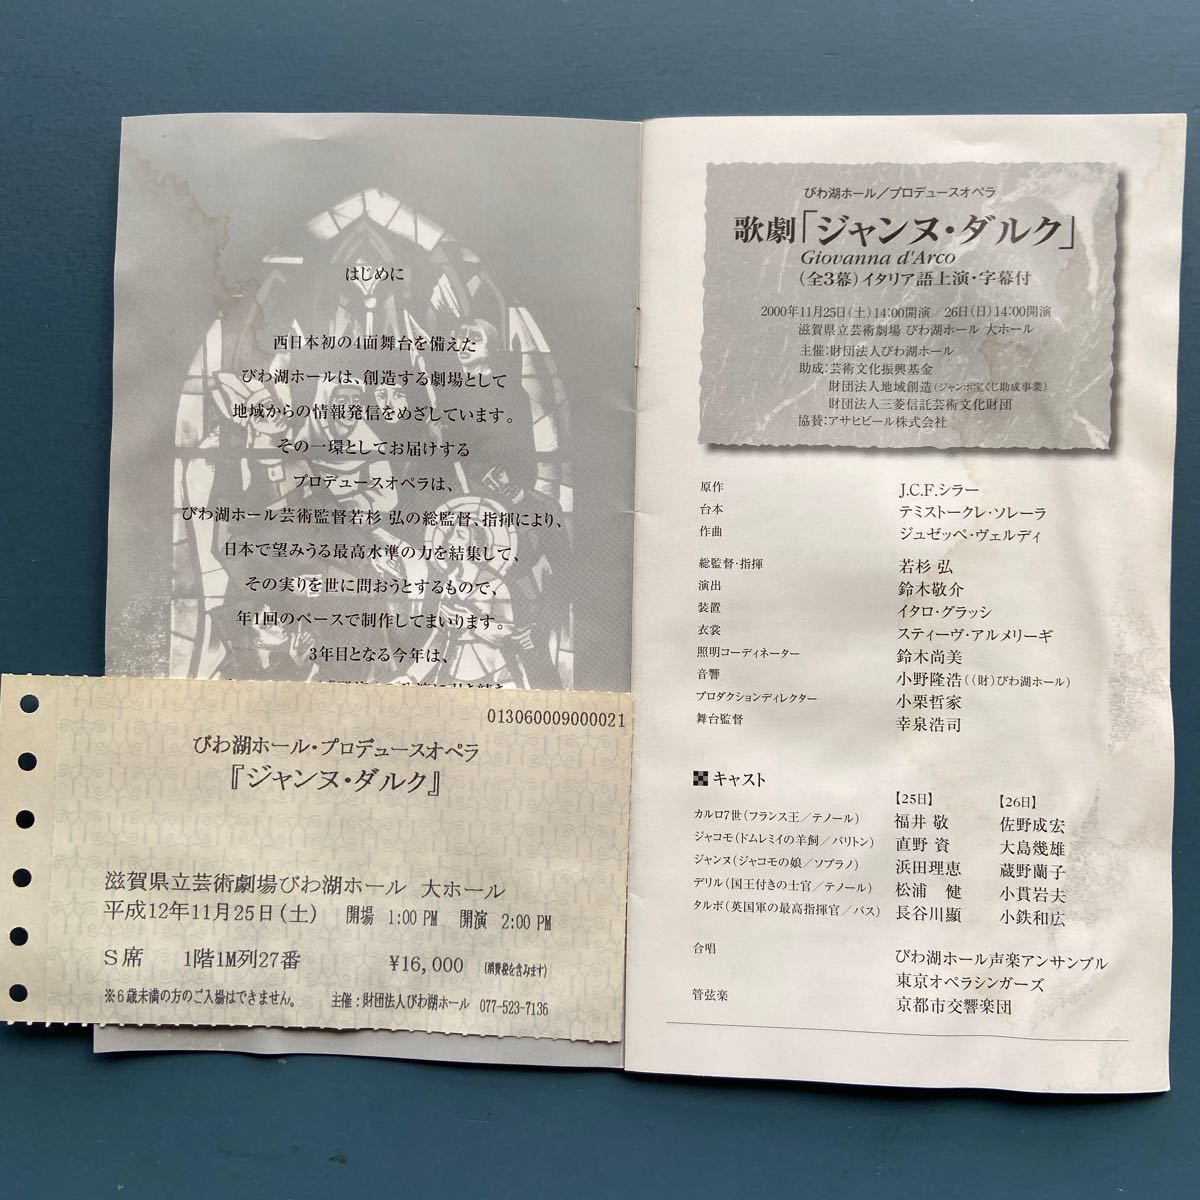 はじめに
西日本初の4面舞台を備えた
びわ湖ホールは、創造する劇場として
地域からの情報発信をめざしています。
その一環としてお届けする
プロデュースオペラは、
びわ湖ホール芸術監督若杉 弘の総監督、指揮により、
日本で望みうる最高水準の力を結集して、
その実りを世に問おうとするもので、
年1回のペースで制作してまいります。
3年目となる今年は、
013060009000021
びわ湖ホール・プロデュースオペラ
『ジャンヌ・ダルク』
滋賀県立芸術劇場びわ湖ホール 大ホール
平成12年11月25日(土) 開場 1:00 PM 開演 2:00 PM
S席 1階1M列27番 ¥16,000 (消費税を含みます)
※6歳未満の方のご入場はできません。 主催:財団法人びわ湖ホール 077-523-7136
びわ湖ホール/プロデュースオペラ
歌劇「ジャンヌ・ダルク」
Giovanna d'Arco
(全3幕)イタリア語上演・字幕付
2000年11月25日(土)14:00開演/26日(日)14:00開演
滋賀県立芸術劇場 びわ湖ホール 大ホール
主催:財団法人びわ湖ホール
助成:芸術文化振興基金
財団法人地域創造(ジャンボ宝くじ助成事業)
財団法人三菱信託芸術文化財団
協賛:アサヒビール株式会社
原作 J.C.F.シラー
台本 テミストークレ・ソレーラ
作曲 ジュゼッペ・ヴェルディ
総監督・指揮 若杉 弘
演出 鈴木敬介
装置 イタロ・グラッシ
衣裳 スティーヴ・アルメリーギ
照明コーディネーター 鈴木尚美
音響 小野隆浩((財)びわ湖ホール)
プロダクションディレクター 小栗哲家
舞台監督 幸泉浩司
キャスト
【25日】 【26日】
カルロ7世(フランス王/テノール) 福井 敬 佐野成宏
ジャコモ(ドムレミイの羊飼/バリトン) 直野 資 大島幾雄
ジャンヌ(ジャコモの娘/ソプラノ) 浜田理恵 蔵野蘭子
デリル(国王付きの士官/テノール) 松浦 健 小貫岩夫
タルボ(英国軍の最高指揮官/バス) 長谷川顯 小鉄和広
合唱 びわ湖ホール声楽アンサンブル
東京オペラシンガーズ
管弦楽 京都市交響楽団